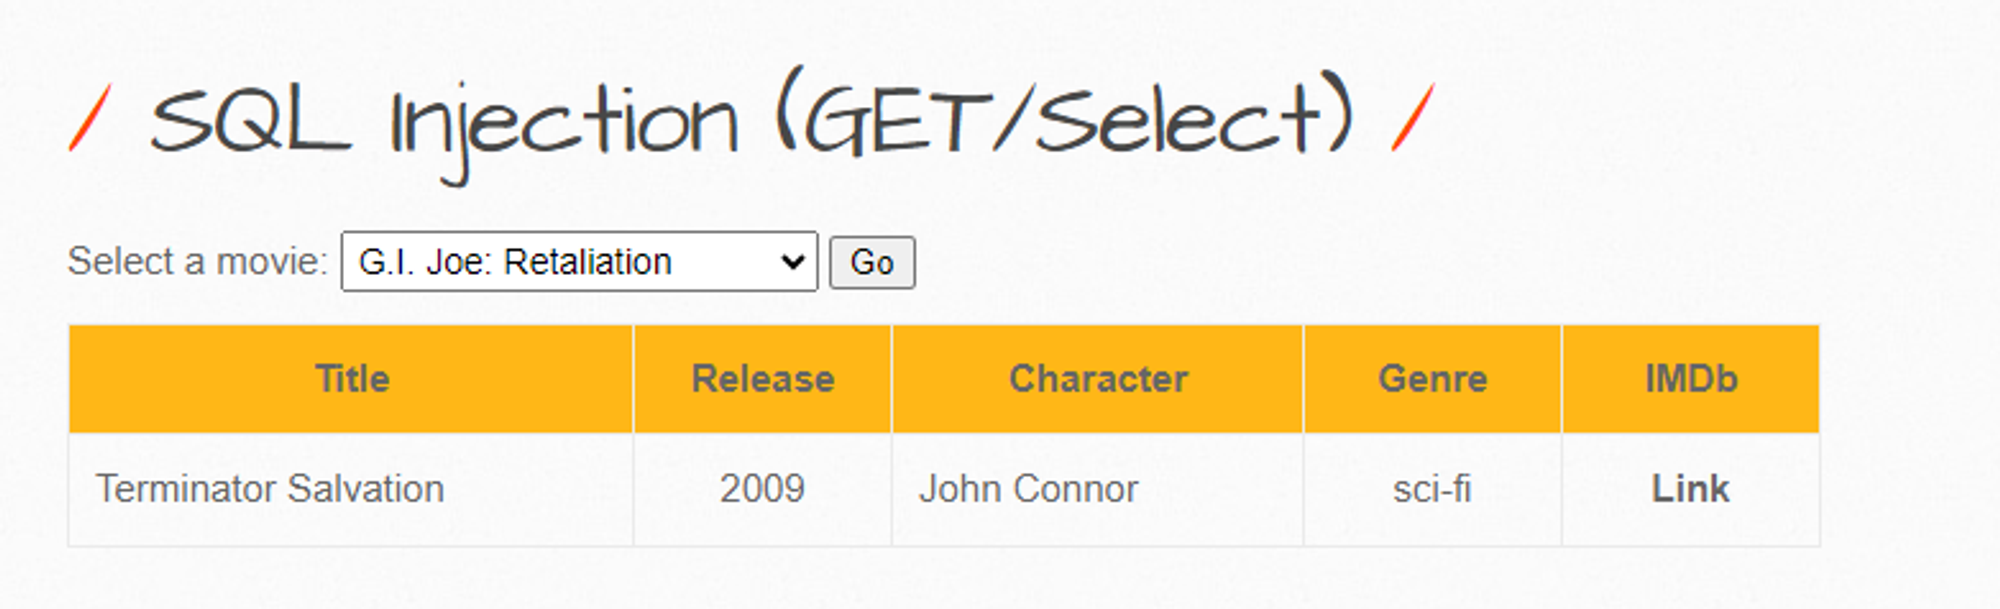 / SQL Injection (GET/Select) /
Select a movie: G.I. Joe: Retaliation Go
Title Release Character Genre IMDb
Terminator Salvation 2009 John Connor sci-fi Link